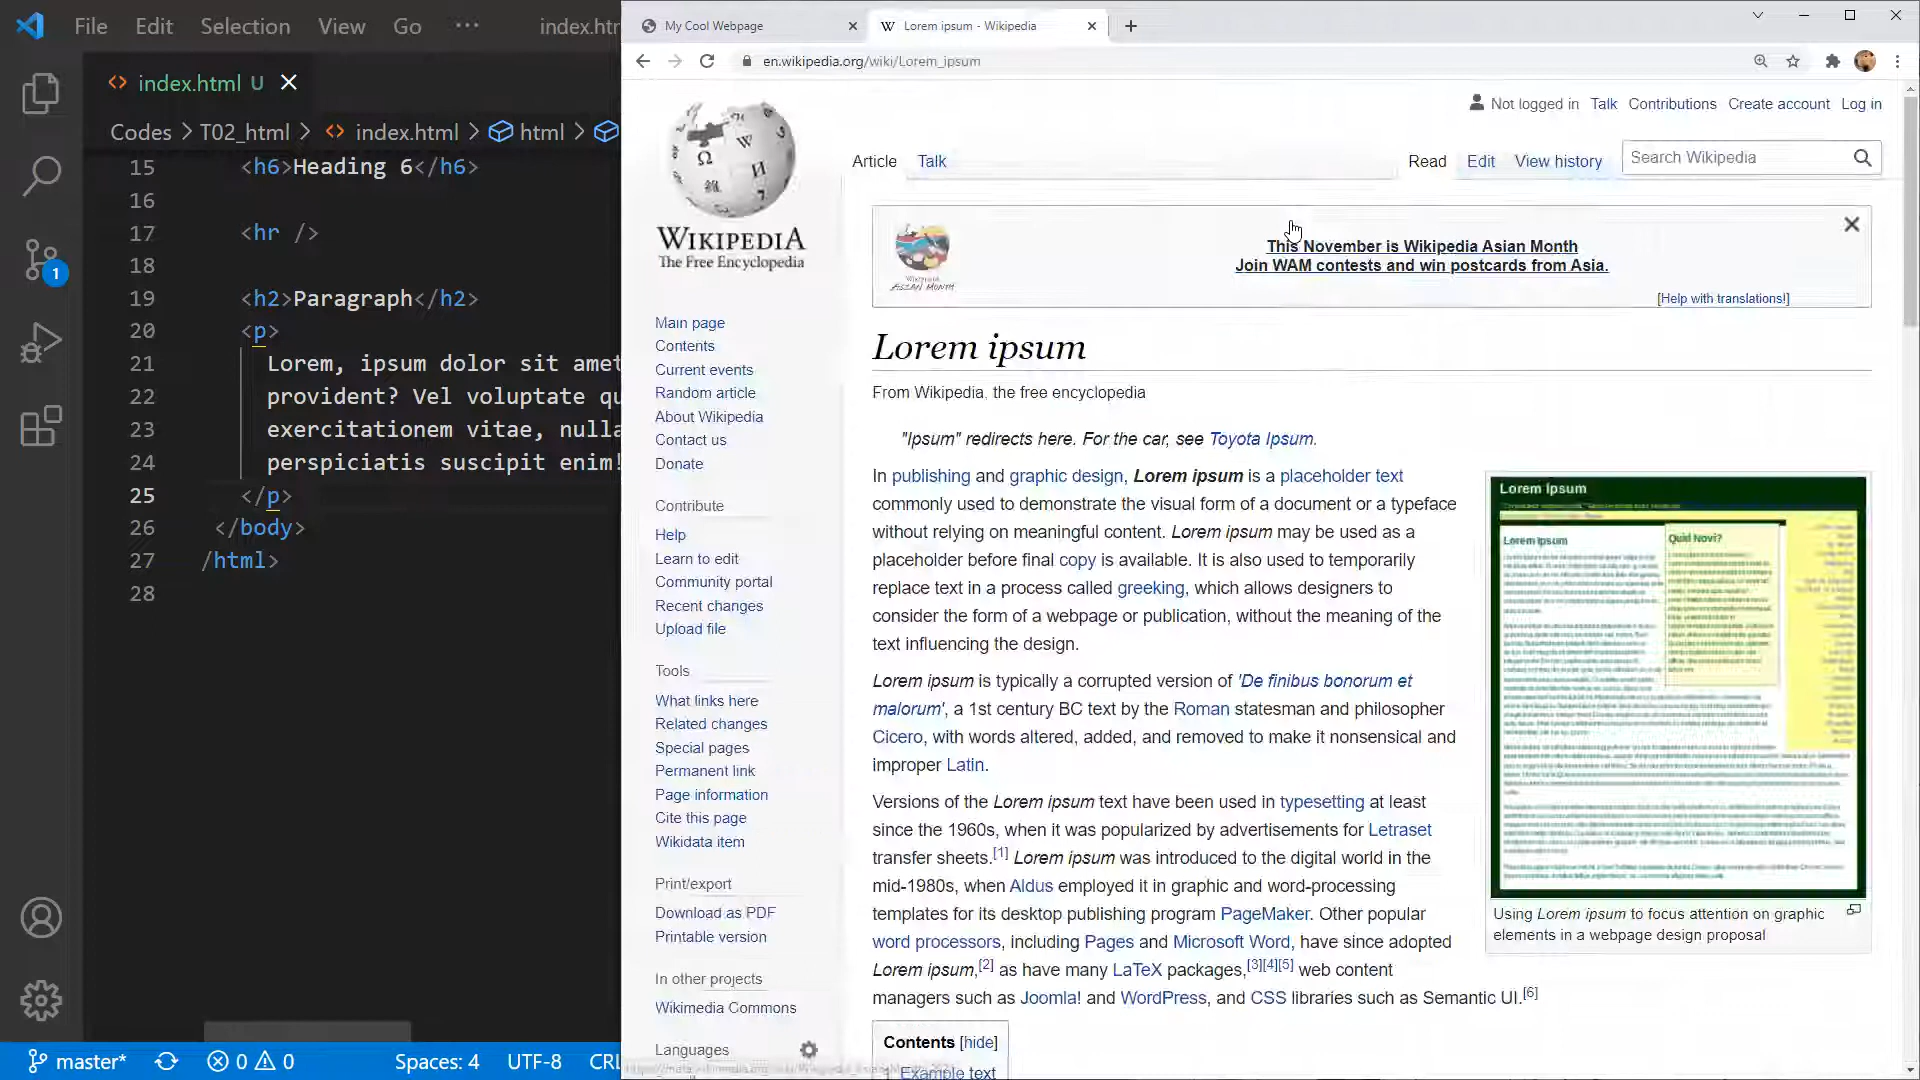 File Edit Selection View Go ··· index.htm
index.html U
Codes > T02_html > index.html > html >
15 <h6>Heading 6</h6>
16
17 <hr />
18
19 <h2>Paragraph</h2>
20 <p>
21 Lorem, ipsum dolor sit amet
22 provident? Vel voluptate qu
23 exercitationem vitae, nulla
24 perspiciatis suscipit enim!
25 </p>
26 </body>
27 /html>
28
1
master* 0 0 Spaces: 4 UTF-8 CRL
My Cool Webpage
Lorem ipsum - Wikipedia
en.wikipedia.org/wiki/Lorem_ipsum
Not logged in Talk Contributions Create account Log in
Article Talk Read Edit View history Search Wikipedia
WIKIPEDIA
The Free Encyclopedia
This November is Wikipedia Asian Month
Join WAM contests and win postcards from Asia.
[Help with translations!]
WIKIPEDIA
ASIAN MONTH
Main page
Contents
Current events
Random article
About Wikipedia
Contact us
Donate
Contribute
Help
Learn to edit
Community portal
Recent changes
Upload file
Tools
What links here
Related changes
Special pages
Permanent link
Page information
Cite this page
Wikidata item
Print/export
Download as PDF
Printable version
In other projects
Wikimedia Commons
Languages
Lorem ipsum
From Wikipedia, the free encyclopedia
"Ipsum" redirects here. For the car, see Toyota Ipsum.
In publishing and graphic design, Lorem ipsum is a placeholder text
commonly used to demonstrate the visual form of a document or a typeface
without relying on meaningful content. Lorem ipsum may be used as a
placeholder before final copy is available. It is also used to temporarily
replace text in a process called greeking, which allows designers to
consider the form of a webpage or publication, without the meaning of the
text influencing the design.
Lorem ipsum is typically a corrupted version of 'De finibus bonorum et
malorum', a 1st century BC text by the Roman statesman and philosopher
Cicero, with words altered, added, and removed to make it nonsensical and
improper Latin.
Versions of the Lorem ipsum text have been used in typesetting at least
since the 1960s, when it was popularized by advertisements for Letraset
transfer sheets.[1] Lorem ipsum was introduced to the digital world in the
mid-1980s, when Aldus employed it in graphic and word-processing
templates for its desktop publishing program PageMaker. Other popular
word processors, including Pages and Microsoft Word, have since adopted
Lorem ipsum,[2] as have many LaTeX packages,[3][4][5] web content
managers such as Joomla! and WordPress, and CSS libraries such as Semantic UI.[6]
Lorem Ipsum
Lorem Ipsum
Quid Novi?
Using Lorem ipsum to focus attention on graphic
elements in a webpage design proposal
Contents [hide]
1 Example text